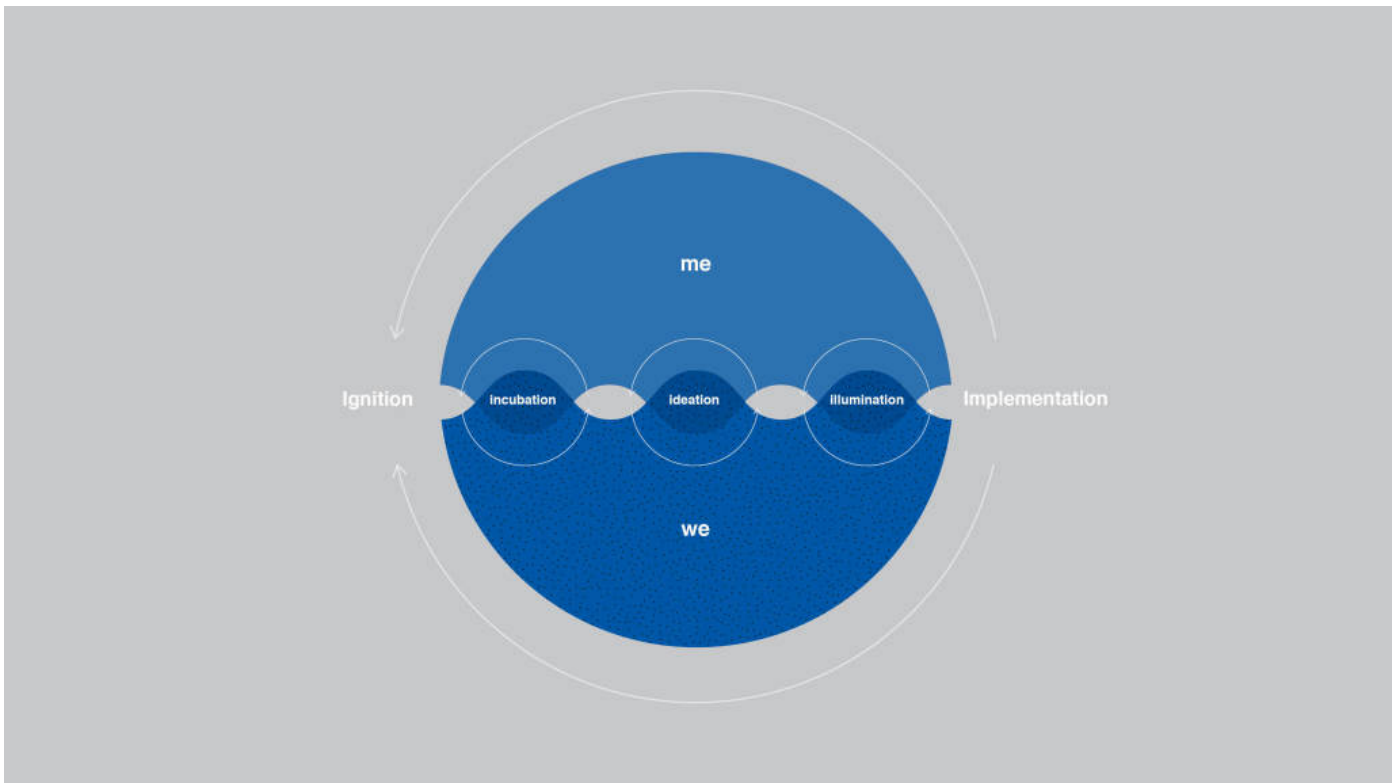 me
Ignition
incubation
ideation
illumination
Implementation
we